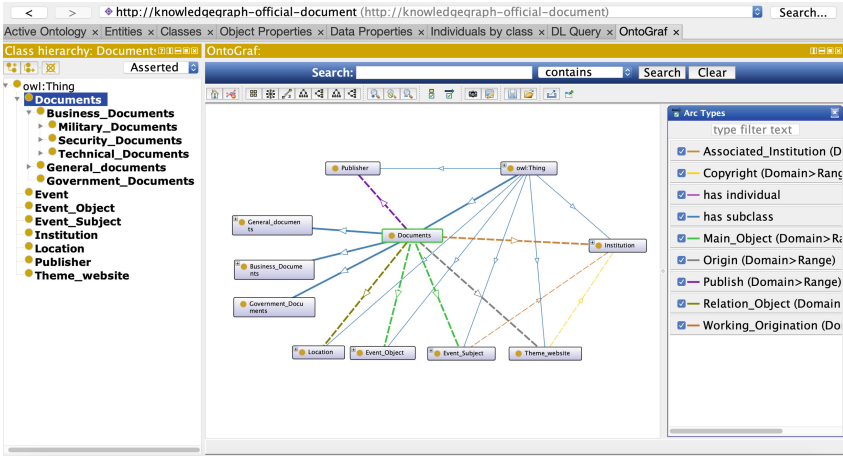 < > http://knowledgegraph-official-document (http://knowledgegraph-official-document) Search...
Active Ontology × Entities × Classes × Object Properties × Data Properties × Individuals by class × DL Query × OntoGraf ×
Class hierarchy: Documents
OntoGraf:
Asserted
owl:Thing
Documents
Business_Documents
Military_Documents
Security_Documents
Technical_Documents
General_documents
Government_Documents
Event
Event_Object
Event_Subject
Institution
Location
Publisher
Theme_website
Search: contains Search Clear
Publisher
owl:Thing
General_documen
ts
Documents
Institution
Business_Docume
nts
Government_Docu
ments
Location
Event_Object
Event_Subject
Theme_website
Arc Types
type filter text
Associated_Institution (D
Copyright (Domain>Rang
has individual
has subclass
Main_Object (Domain>Ra
Origin (Domain>Range)
Publish (Domain>Range)
Relation_Object (Domain
Working_Origination (Do